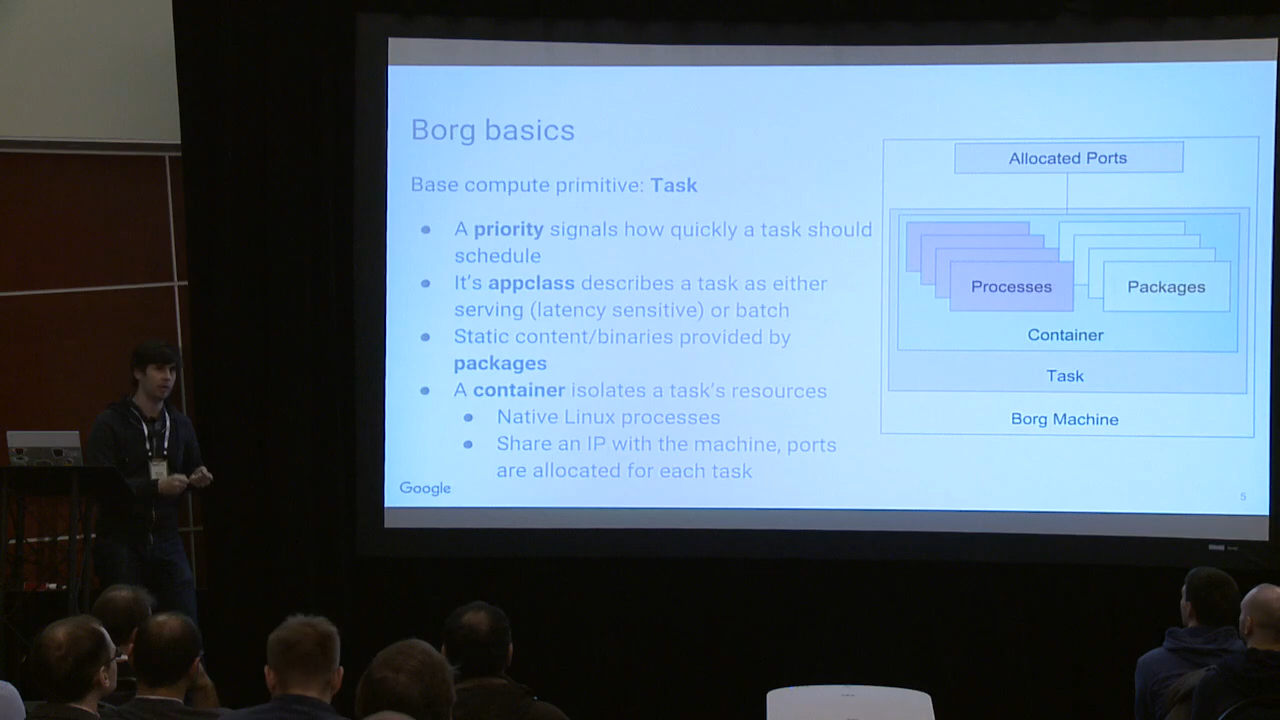 Borg basics
Base compute primitive: Task
● A priority signals how quickly a task should
schedule
● It's appclass describes a task as either
serving (latency sensitive) or batch
● Static content/binaries provided by
packages
● A container isolates a task's resources
● Native Linux processes
● Share an IP with the machine, ports
are allocated for each task
Google
Allocated Ports
Processes
Packages
Container
Task
Borg Machine
5